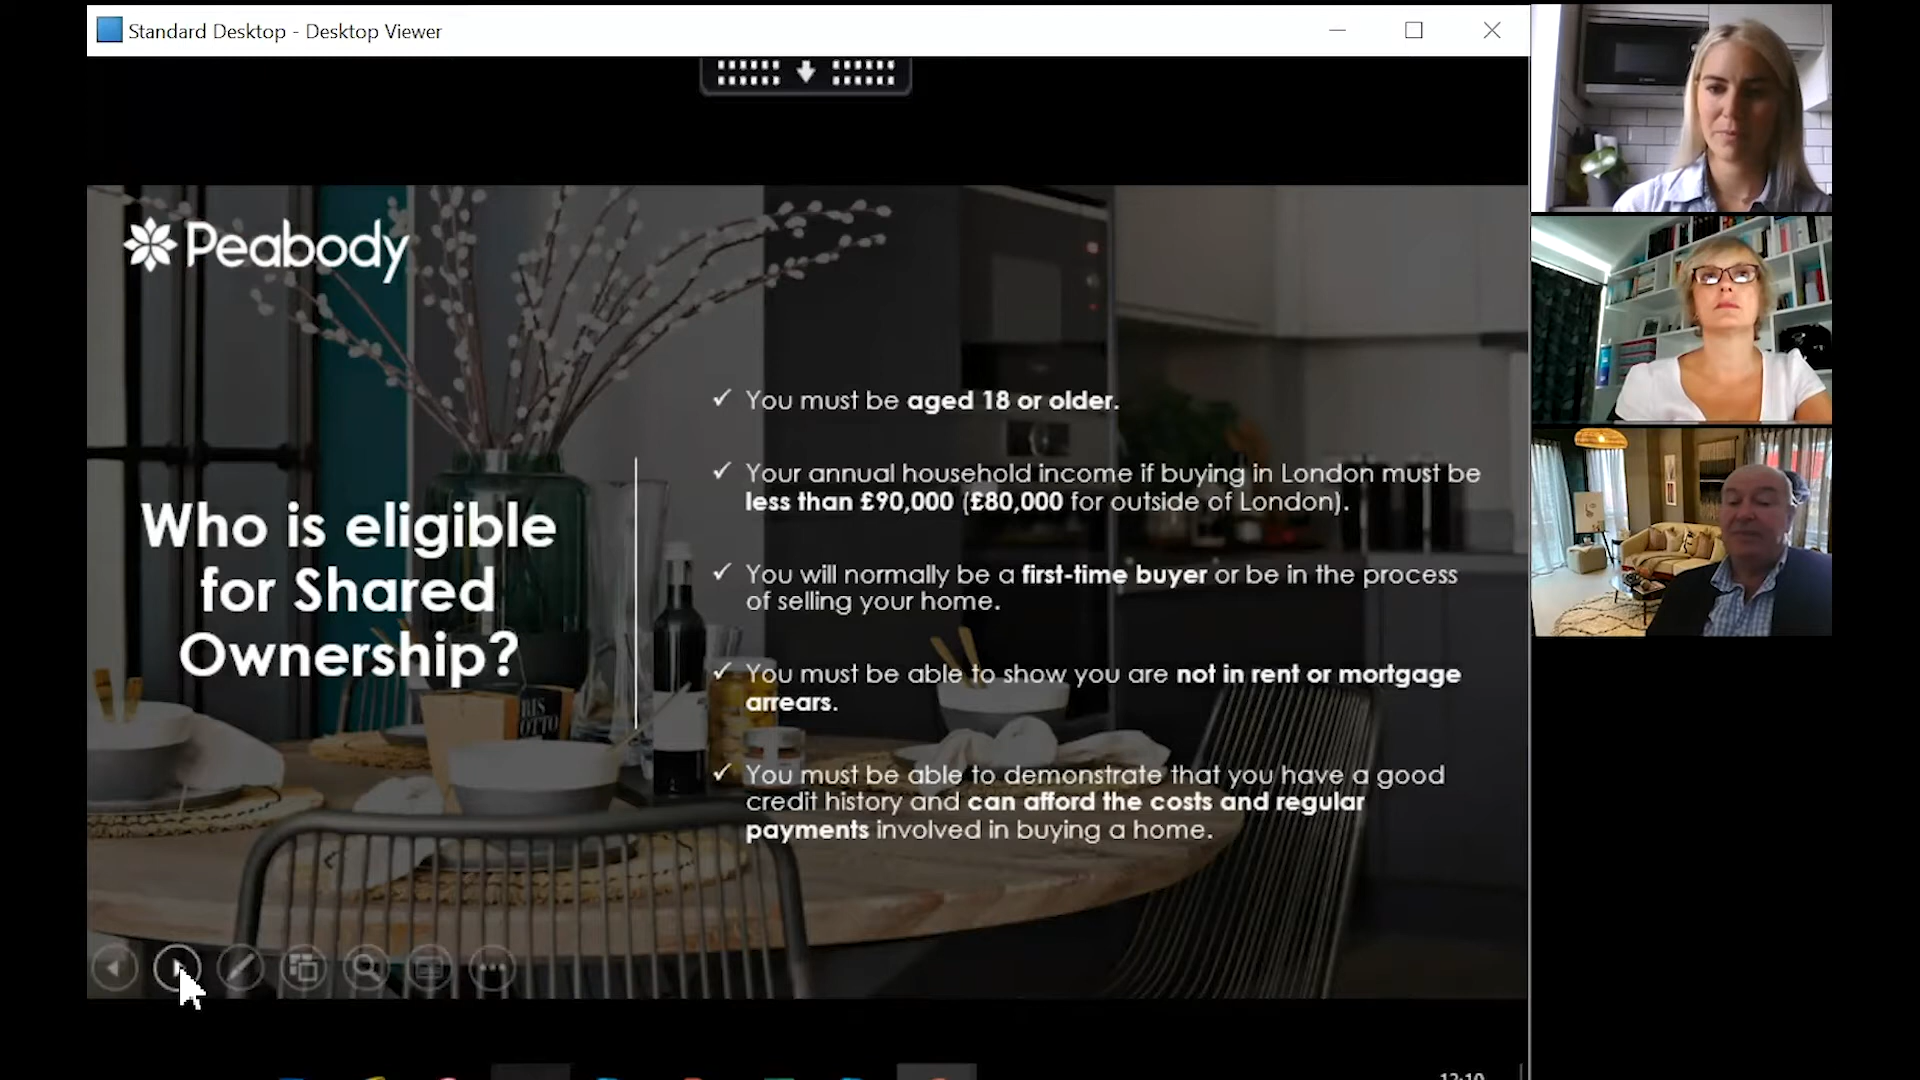 Standard Desktop - Desktop Viewer
Peabody
Who is eligible
for Shared
Ownership?
✓ You must be aged 18 or older.
✓ Your annual household income if buying in London must be
less than £90,000 (£80,000 for outside of London).
✓ You will normally be a first-time buyer or be in the process
of selling your home.
✓ You must be able to show you are not in rent or mortgage
arrears.
✓ You must be able to demonstrate that you have a good
credit history and can afford the costs and regular
payments involved in buying a home.
BIS
OTTO